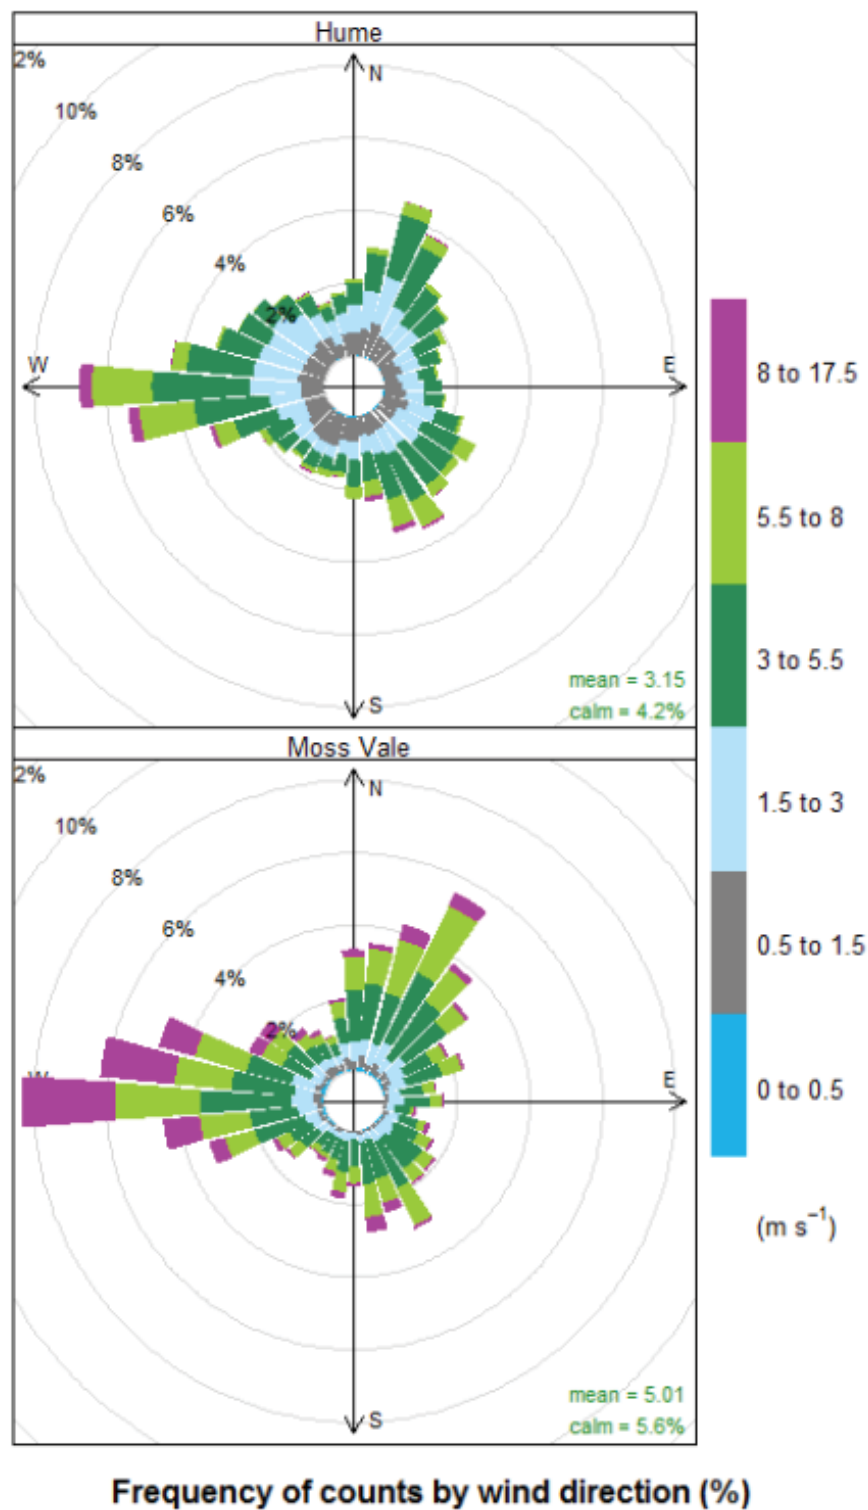 Hume
N
2%
10%
8%
6%
4%
2%
W
E
S
mean = 3.15
calm = 4.2%
Moss Vale
N
2%
10%
8%
6%
4%
2%
W
E
S
mean = 5.01
calm = 5.6%
8 to 17.5
5.5 to 8
3 to 5.5
1.5 to 3
0.5 to 1.5
0 to 0.5
(m s⁻¹)
Frequency of counts by wind direction (%)